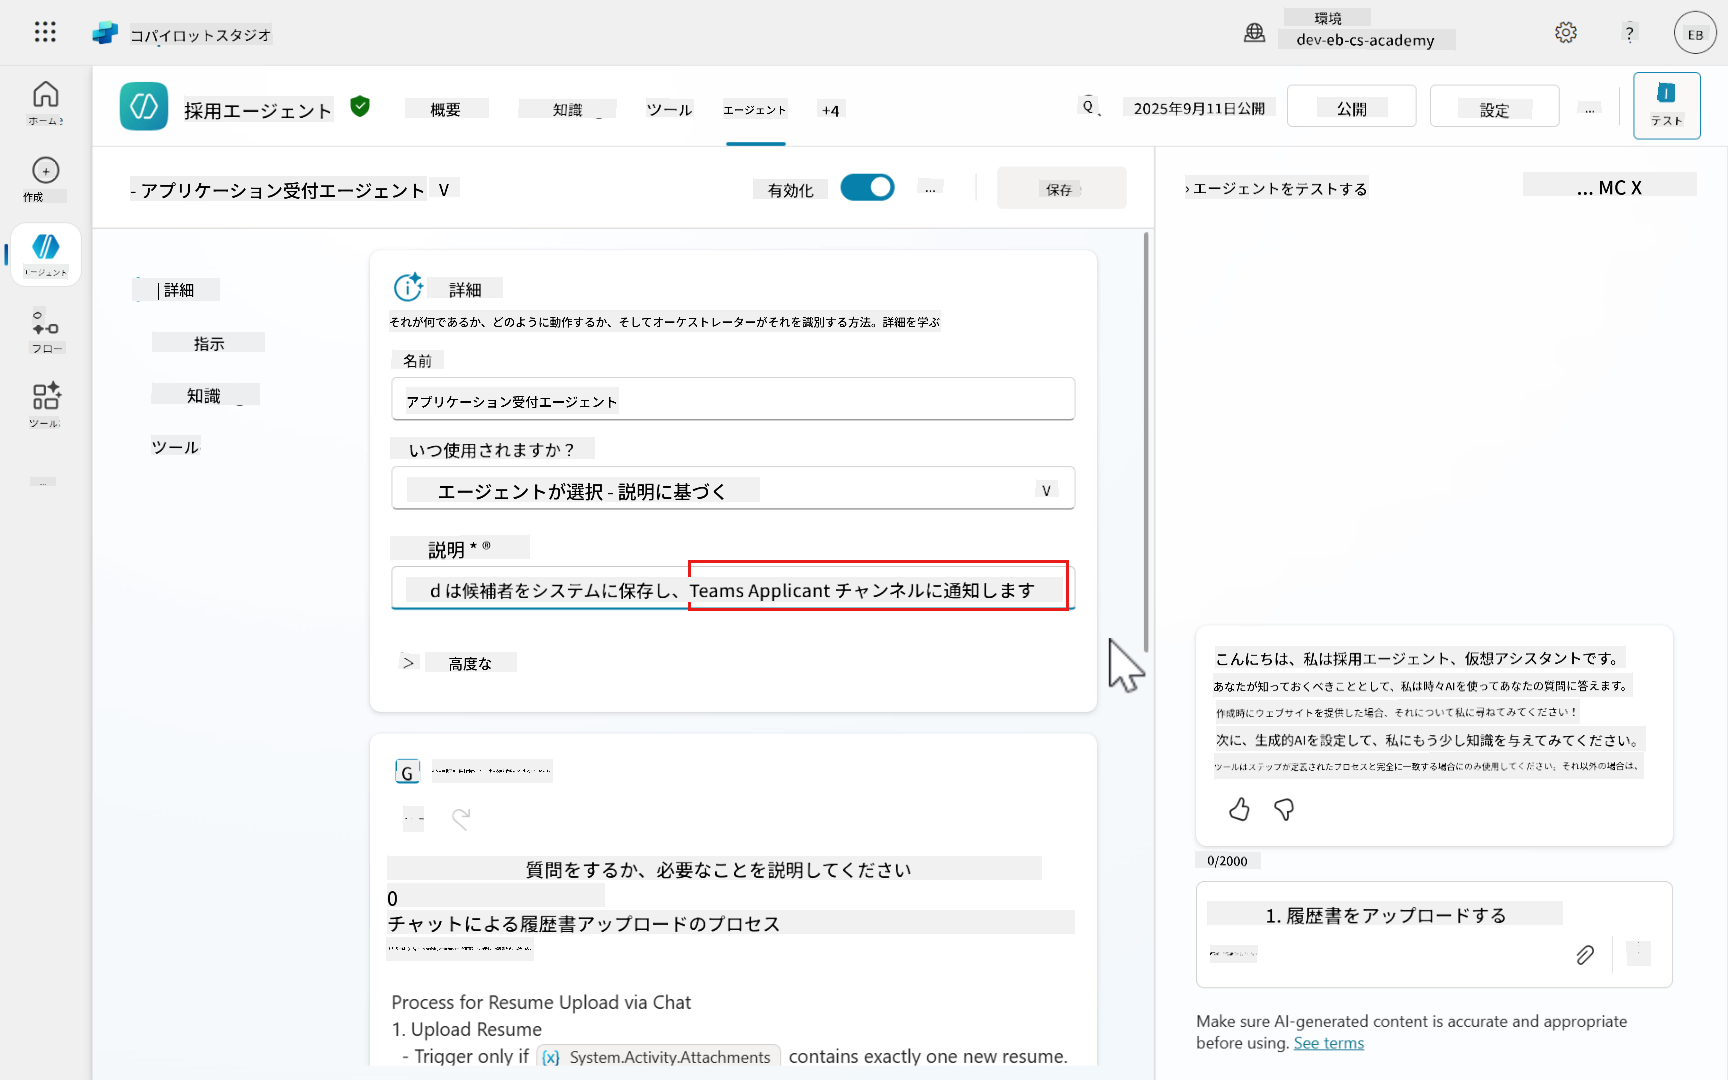 コパイロットスタジオ
環境
dev-eb-cs-academy
?
EB
ホーム
作成
エージェント
フロー
ツール
採用エージェント
概要
知識
ツール
エージェント
+4
Q
2025年9月11日公開
公開
設定
...
テスト
- アプリケーション受付エージェント V
有効化
...
保存
| 詳細
指示
知識
ツール
詳細
それが何であるか、どのように動作するか、そしてオーケストレーターがそれを識別する方法。詳細を学ぶ
名前
アプリケーション受付エージェント
いつ使用されますか？
エージェントが選択 - 説明に基づく
V
説明 * ®
d は候補者をシステムに保存し、Teams Applicant チャンネルに通知します
> 高度な
G
質問をするか、必要なことを説明してください
0
チャットによる履歴書アップロードのプロセス
Process for Resume Upload via Chat
1. Upload Resume
- Trigger only if {x} System.Activity.Attachments contains exactly one new resume.
› エージェントをテストする
... MC X
こんにちは、私は採用エージェント、仮想アシスタントです。
あなたが知っておくべきこととして、私は時々AIを使ってあなたの質問に答えます。
作成時にウェブサイトを提供した場合、それについて私に尋ねてみてください！
次に、生成的AIを設定して、私にもう少し知識を与えてみてください。
ツールはステップが定義されたプロセスと完全に一致する場合にのみ使用してください。それ以外の場合は、
0/2000
1. 履歴書をアップロードする
Make sure AI-generated content is accurate and appropriate
before using. See terms